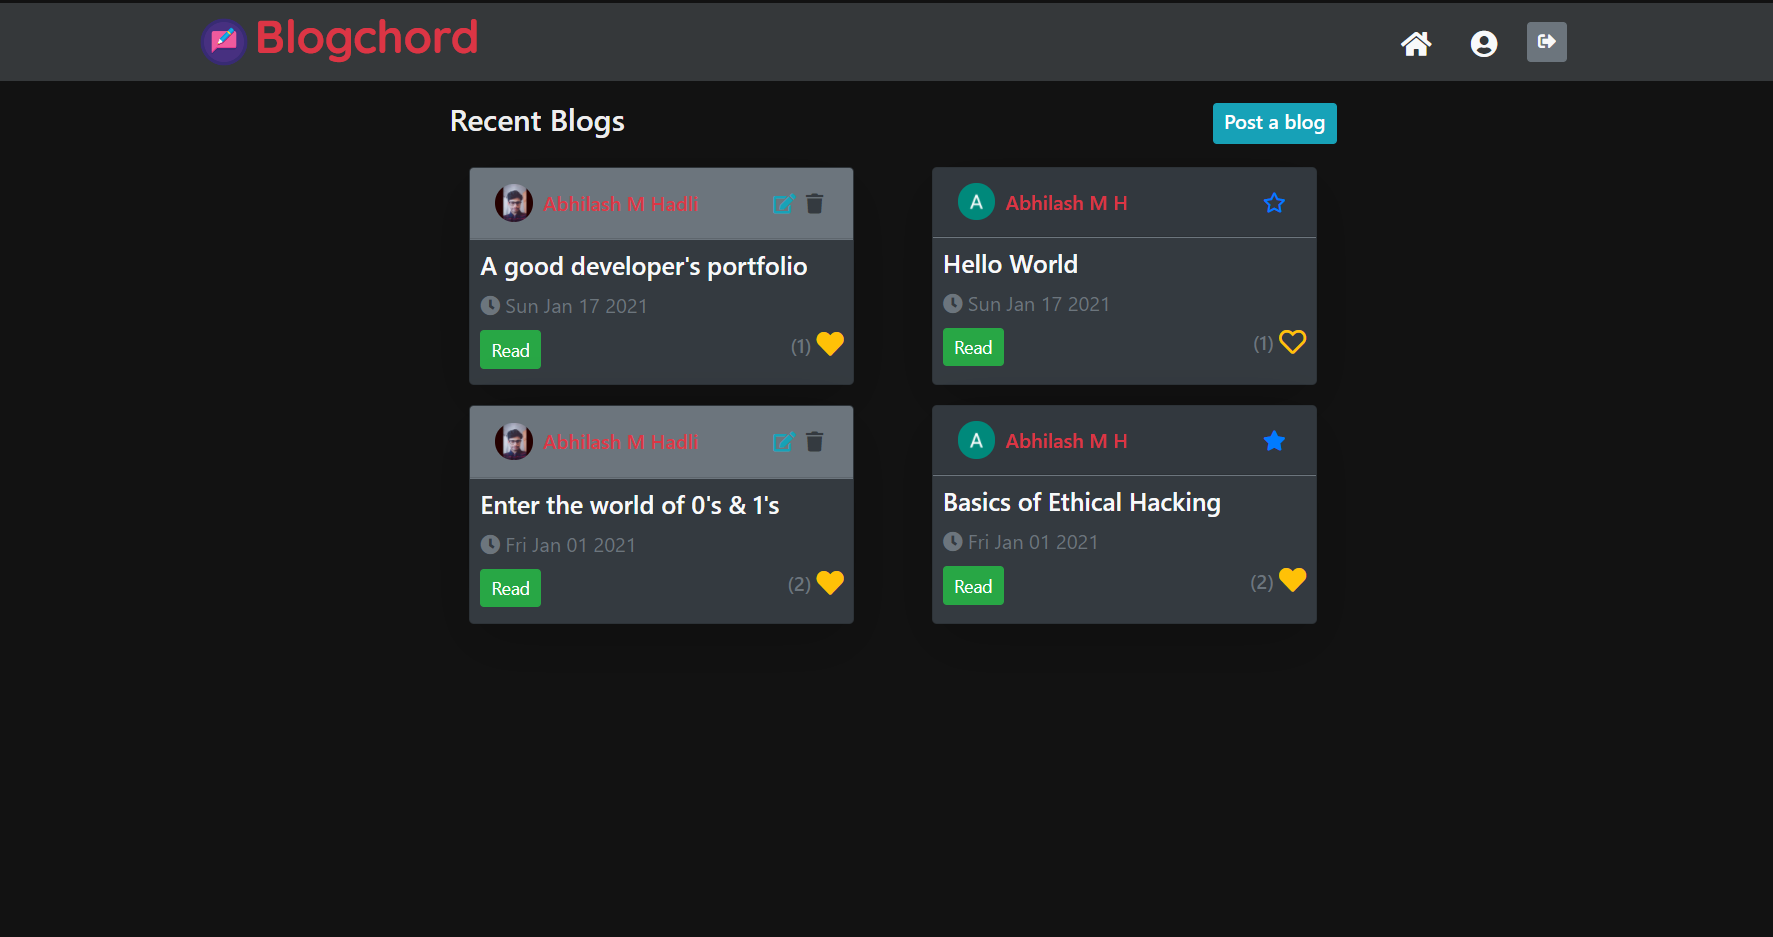 Blogchord
Recent Blogs
Post a blog
Abhilash M Hadli
A good developer's portfolio
Sun Jan 17 2021
Read
(1)
A
Abhilash M H
Hello World
Sun Jan 17 2021
Read
(1)
Abhilash M Hadli
Enter the world of 0's & 1's
Fri Jan 01 2021
Read
(2)
A
Abhilash M H
Basics of Ethical Hacking
Fri Jan 01 2021
Read
(2)